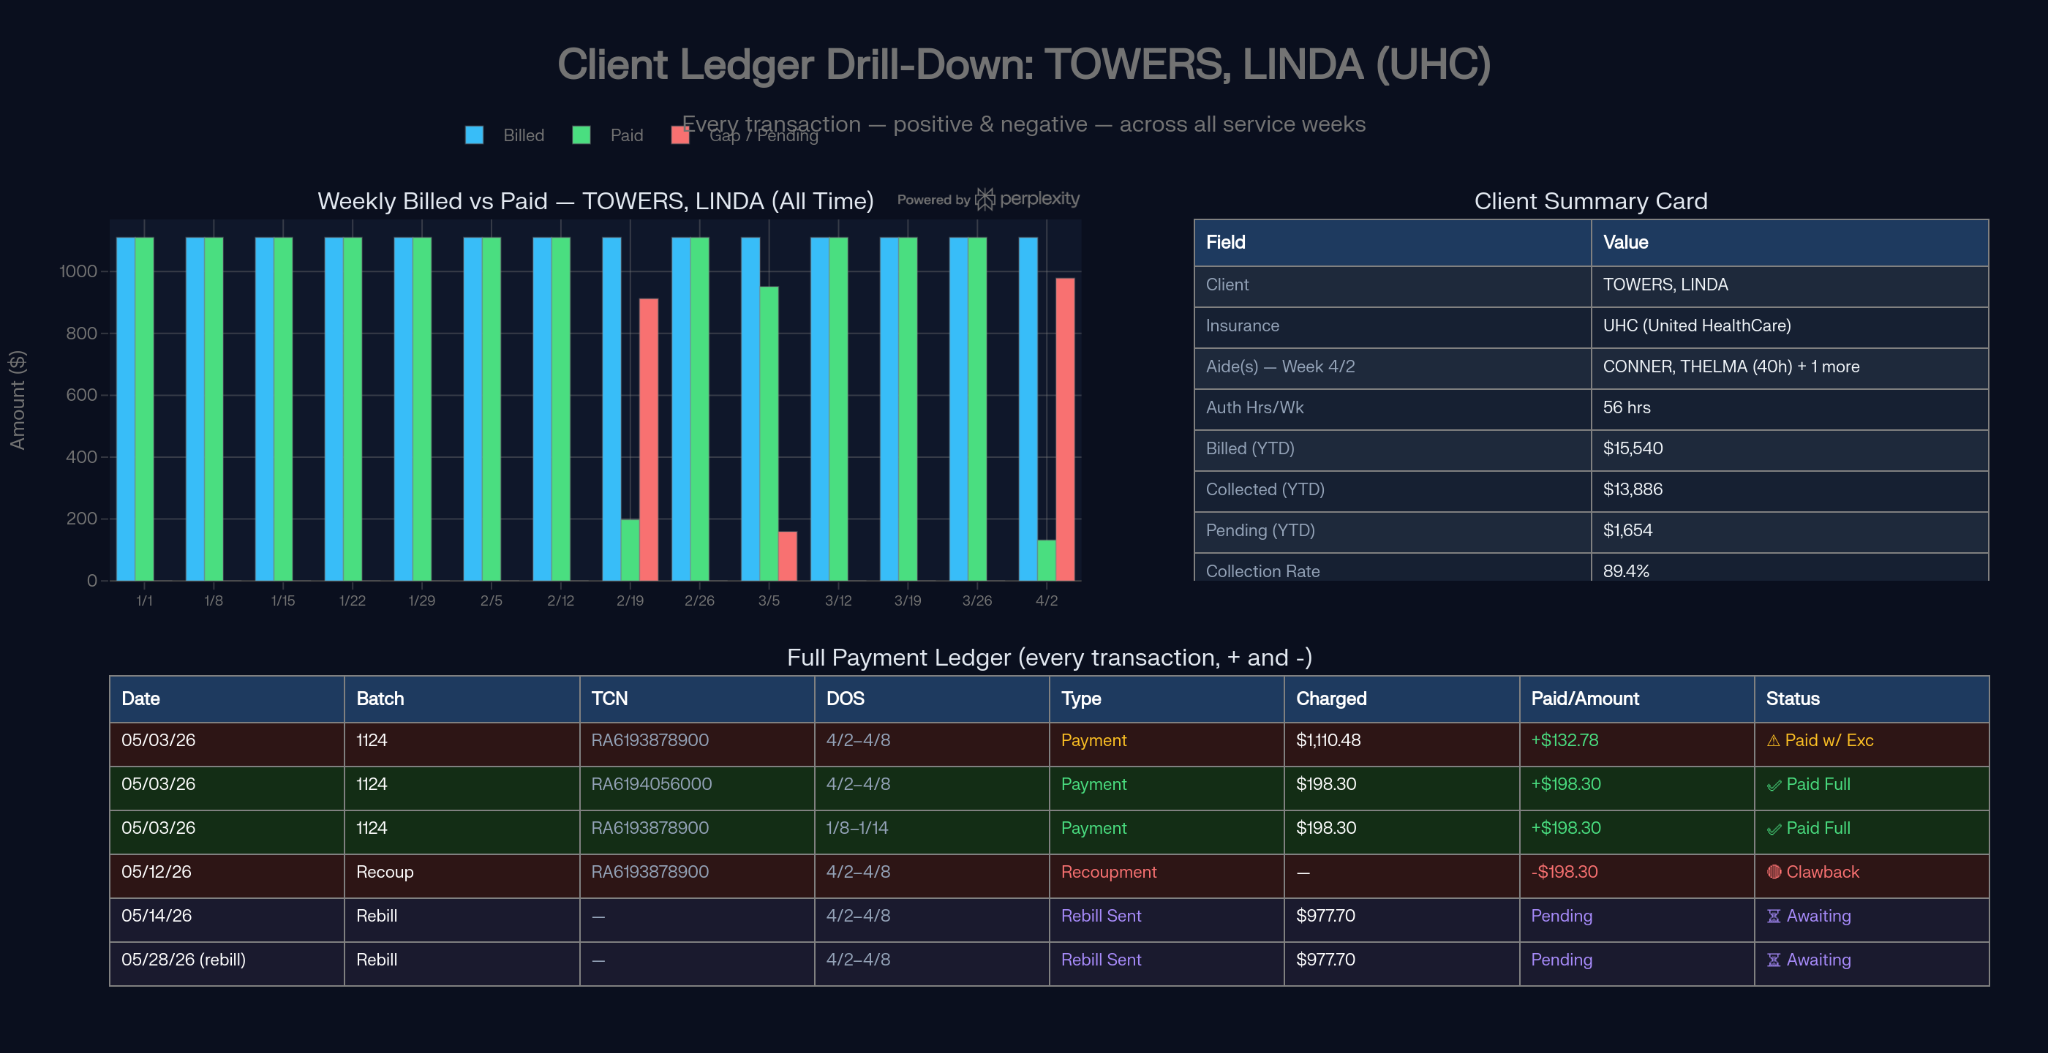 Client Ledger Drill-Down: TOWERS, LINDA (UHC)
Every transaction — positive & negative — across all service weeks
Billed Paid Gap / Pending
Weekly Billed vs Paid — TOWERS, LINDA (All Time)
Powered by perplexity
Amount ($)
1000
800
600
400
200
0
1/1 1/8 1/15 1/22 1/29 2/5 2/12 2/19 2/26 3/5 3/12 3/19 3/26 4/2
Client Summary Card
Field Value
Client TOWERS, LINDA
Insurance UHC (United HealthCare)
Aide(s) — Week 4/2 CONNER, THELMA (40h) + 1 more
Auth Hrs/Wk 56 hrs
Billed (YTD) $15,540
Collected (YTD) $13,886
Pending (YTD) $1,654
Collection Rate 89.4%
Full Payment Ledger (every transaction, + and -)
Date Batch TCN DOS Type Charged Paid/Amount Status
05/03/26 1124 RA6193878900 4/2–4/8 Payment $1,110.48 +$132.78 ⚠ Paid w/ Exc
05/03/26 1124 RA6194056000 4/2–4/8 Payment $198.30 +$198.30 ✅ Paid Full
05/03/26 1124 RA6193878900 1/8–1/14 Payment $198.30 +$198.30 ✅ Paid Full
05/12/26 Recoup RA6193878900 4/2–4/8 Recoupment — -$198.30 🔴 Clawback
05/14/26 Rebill — 4/2–4/8 Rebill Sent $977.70 Pending ⏳ Awaiting
05/28/26 (rebill) Rebill — 4/2–4/8 Rebill Sent $977.70 Pending ⏳ Awaiting